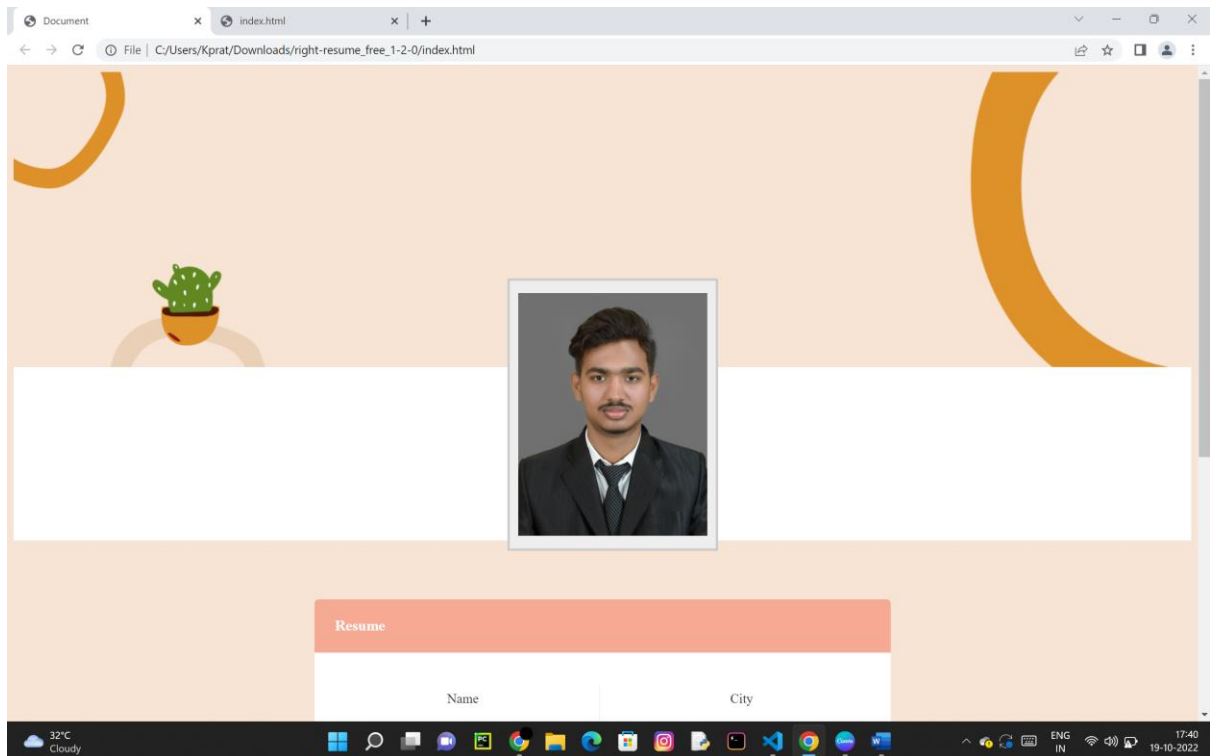 Document
index.html
File | C:/Users/Kprat/Downloads/right-resume_free_1-2-0/index.html
Resume
Name
City
32°C
Cloudy
ENG
IN
17:40
19-10-2022